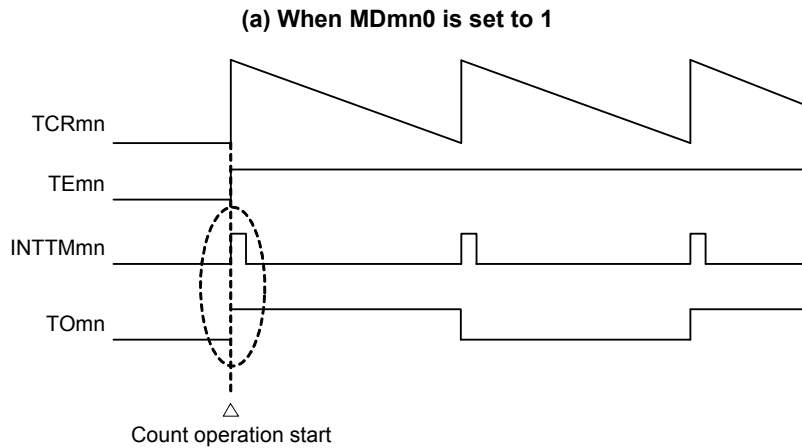 (a) When MDmn0 is set to 1
TCRmn
TEmn
INTTMmn
TOmn
Count operation start